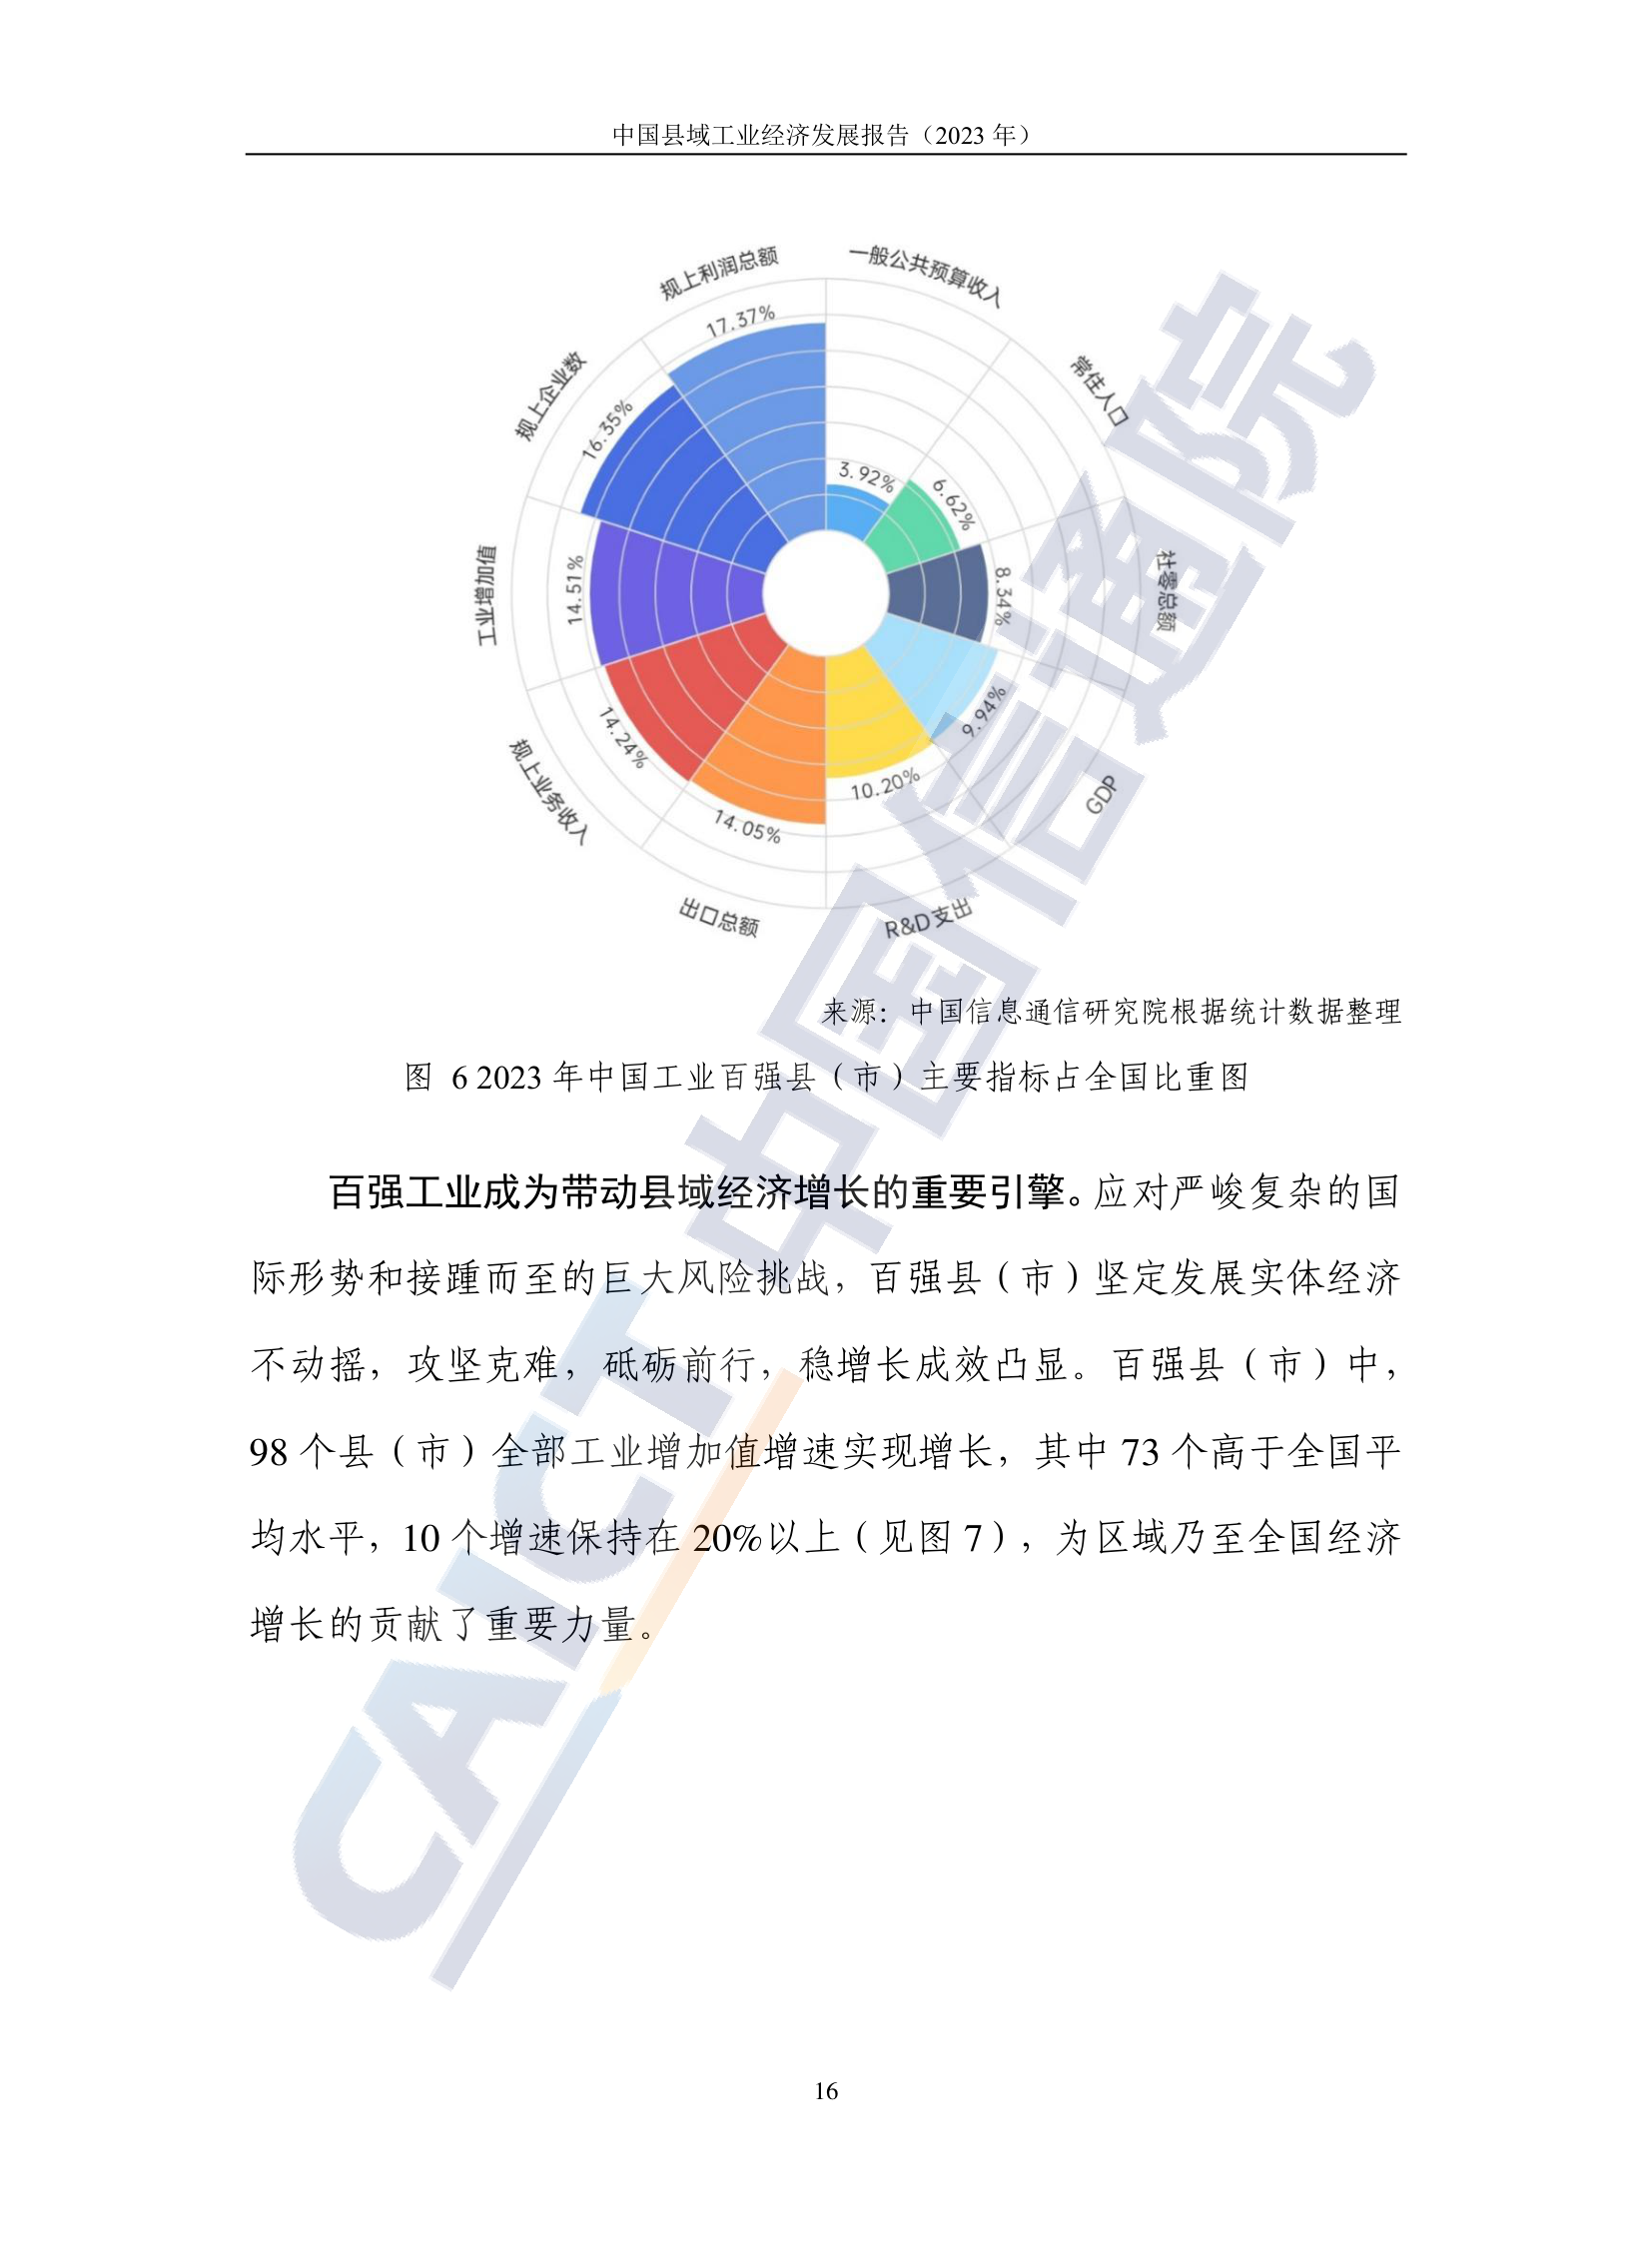 中国县域工业经济发展报告（2023 年）
规上利润总额
一般公共预算收入
17.37%
规上企业数
常住人口
16.35%
3.92%
6.62%
工业增加值
14.51%
8.34%
社零总额
规上业务收入
14.24%
9.94%
GDP
14.05%
10.20%
出口总额
R&D支出
来源：中国信息通信研究院根据统计数据整理
图 6 2023 年中国工业百强县（市）主要指标占全国比重图
百强工业成为带动县域经济增长的重要引擎。应对严峻复杂的国
际形势和接踵而至的巨大风险挑战，百强县（市）坚定发展实体经济
不动摇，攻坚克难，砥砺前行，稳增长成效凸显。百强县（市）中，
98 个县（市）全部工业增加值增速实现增长，其中 73 个高于全国平
均水平，10 个增速保持在 20%以上（见图 7），为区域乃至全国经济
增长的贡献了重要力量。
CAICT 中国信通院
16